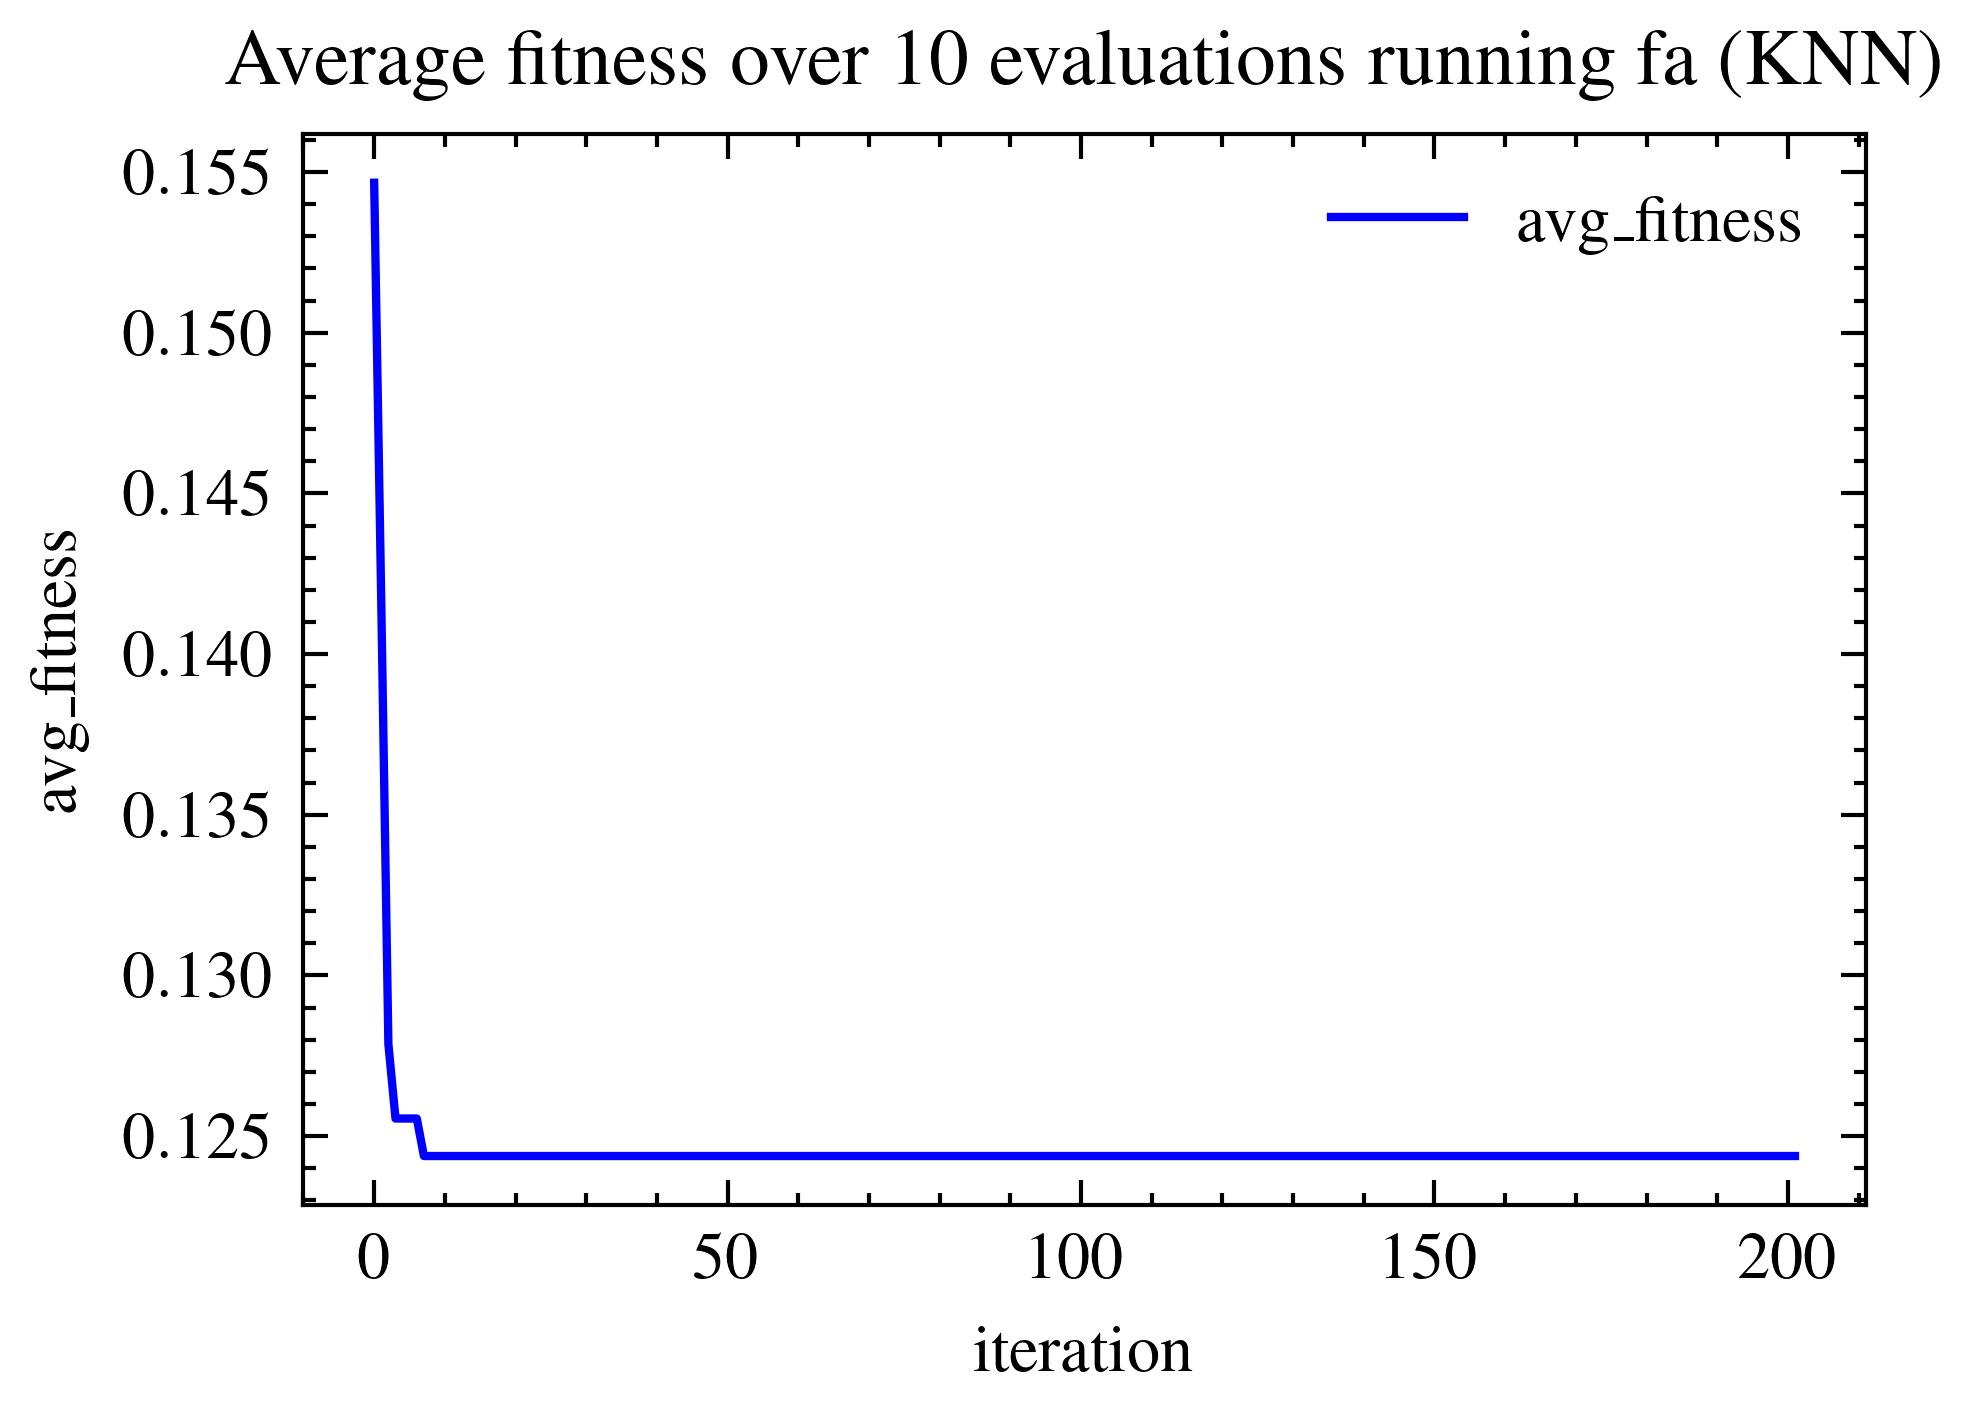 Average fitness over 10 evaluations running fa (KNN)
0.155
0.150
0.145
0.140
0.135
0.130
0.125
avg_fitness
avg_fitness
0 50 100 150 200
iteration